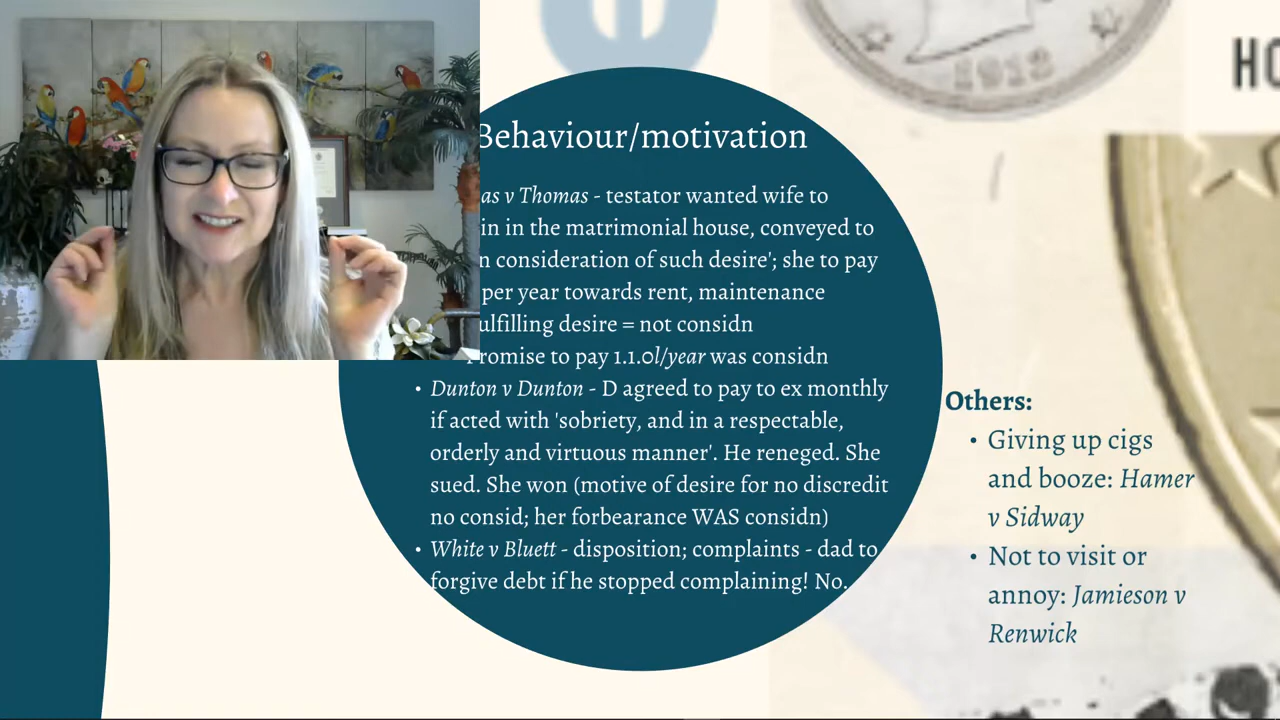 Behaviour/motivation
v Thomas - testator wanted wife to
in the matrimonial house, conveyed to
consideration of such desire'; she to pay
per year towards rent, maintenance
desire = not considn
to pay 1.1.0l/year was considn
• Dunton v Dunton - D agreed to pay to ex monthly
if acted with 'sobriety, and in a respectable,
orderly and virtuous manner'. He reneged. She
sued. She won (motive of desire for no discredit
no consid; her forbearance WAS considn)
• White v Bluett - disposition; complaints - dad to
forgive debt if he stopped complaining! No.
Others:
• Giving up cigs
and booze: Hamer
v Sidway
• Not to visit or
annoy: Jamieson v
Renwick
1912
HO